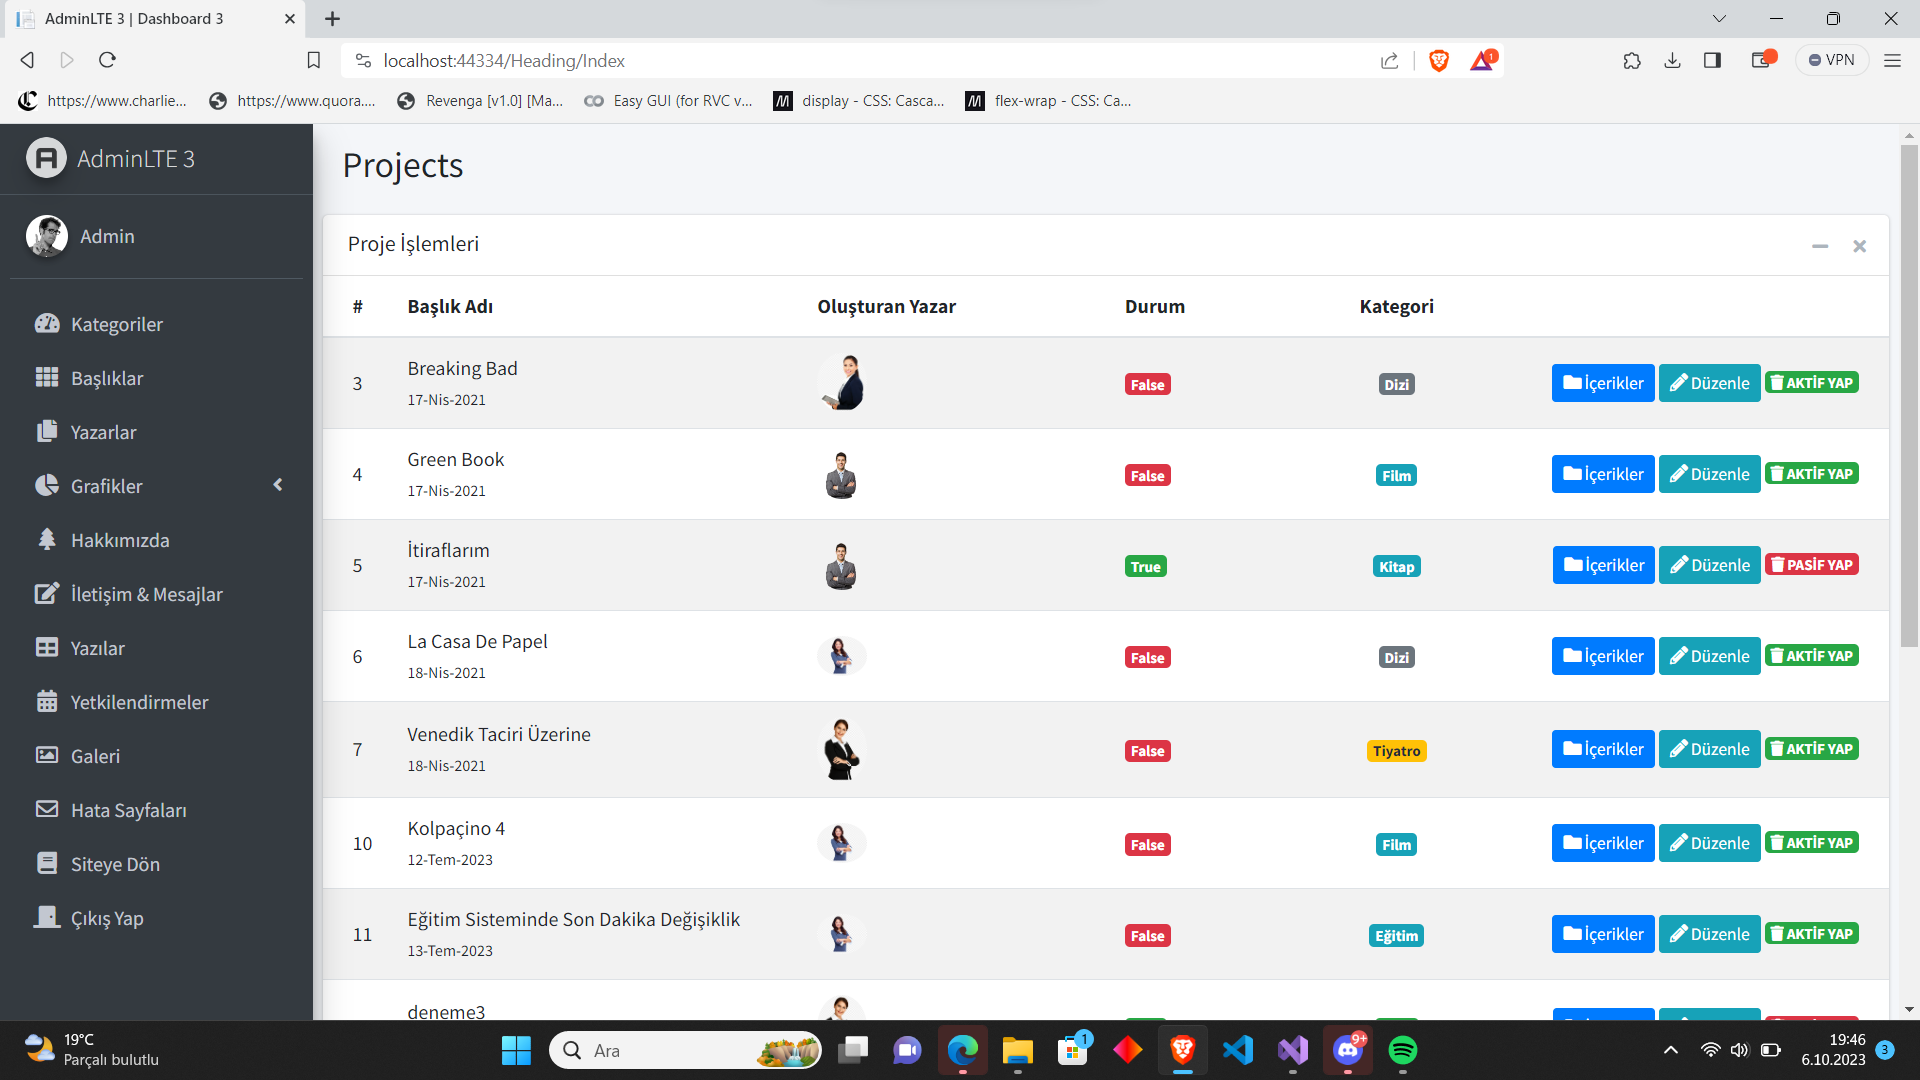 AdminLTE 3 | Dashboard 3
localhost:44334/Heading/Index
1
VPN
https://www.charlie...
https://www.quora....
Revenga [v1.0] [Ma...
Easy GUI (for RVC v...
display - CSS: Casca...
flex-wrap - CSS: Ca...
AdminLTE 3
Admin
Kategoriler
Başlıklar
Yazarlar
Grafikler
Hakkımızda
İletişim & Mesajlar
Yazılar
Yetkilendirmeler
Galeri
Hata Sayfaları
Siteye Dön
Çıkış Yap
Projects
Proje İşlemleri
# Başlık Adı Oluşturan Yazar Durum Kategori
3 Breaking Bad 17-Nis-2021 False Dizi İçerikler Düzenle AKTİF YAP
4 Green Book 17-Nis-2021 False Film İçerikler Düzenle AKTİF YAP
5 İtiraflarım 17-Nis-2021 True Kitap İçerikler Düzenle PASİF YAP
6 La Casa De Papel 18-Nis-2021 False Dizi İçerikler Düzenle AKTİF YAP
7 Venedik Taciri Üzerine 18-Nis-2021 False Tiyatro İçerikler Düzenle AKTİF YAP
10 Kolpaçino 4 12-Tem-2023 False Film İçerikler Düzenle AKTİF YAP
11 Eğitim Sisteminde Son Dakika Değişiklik 13-Tem-2023 False Eğitim İçerikler Düzenle AKTİF YAP
deneme3
19°C
Parçalı bulutlu
Ara
1
9+
19:46
6.10.2023
3